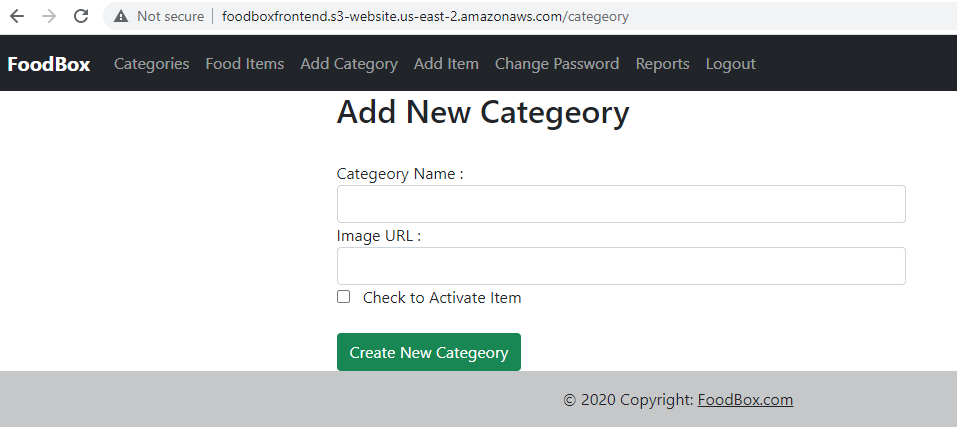 Not secure | foodboxfrontend.s3-website.us-east-2.amazonaws.com/categeory
FoodBox Categories Food Items Add Category Add Item Change Password Reports Logout
Add New Categeory
Categeory Name :
Image URL :
Check to Activate Item
Create New Categeory
© 2020 Copyright: FoodBox.com